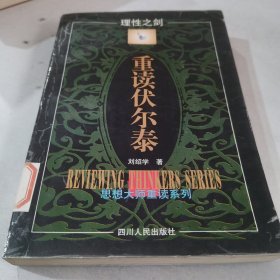 理性之剑
重读伏尔泰
刘绍学 著
REVIEWING THINKERS SERIES
思想大师重读系列
四川人民出版社